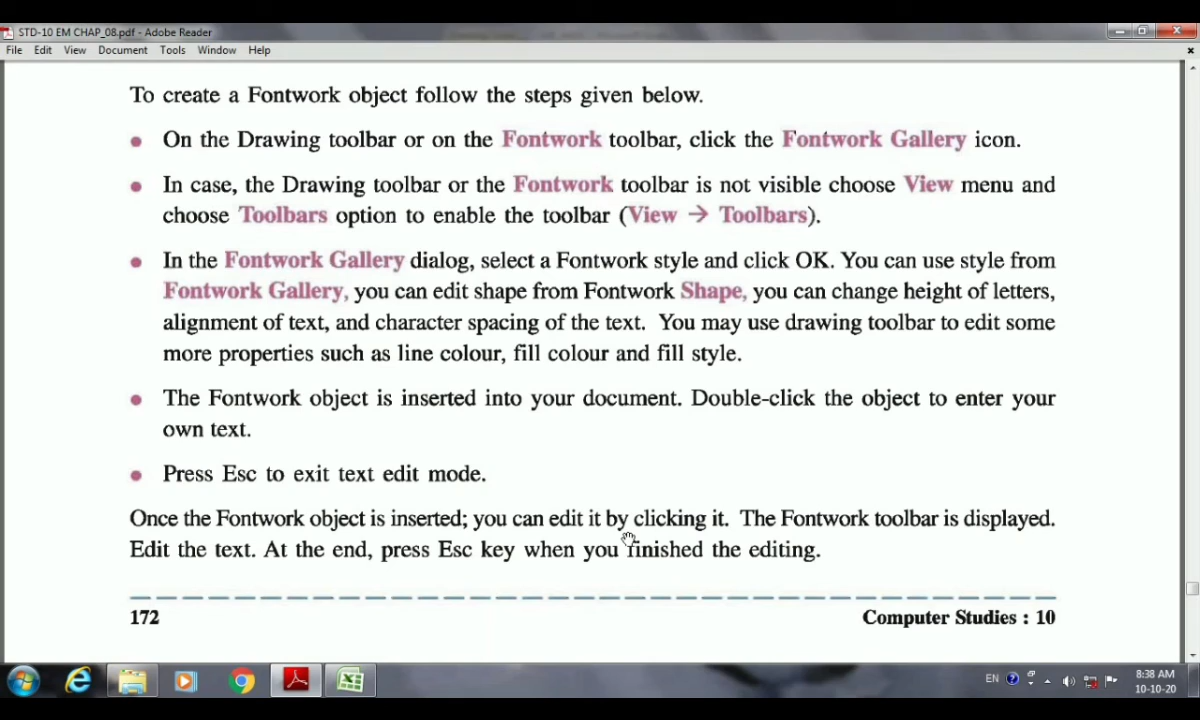 STD-10 EM CHAP_08.pdf - Adobe Reader
File Edit View Document Tools Window Help
To create a Fontwork object follow the steps given below.
• On the Drawing toolbar or on the Fontwork toolbar, click the Fontwork Gallery icon.
• In case, the Drawing toolbar or the Fontwork toolbar is not visible choose View menu and
choose Toolbars option to enable the toolbar (View → Toolbars).
• In the Fontwork Gallery dialog, select a Fontwork style and click OK. You can use style from
Fontwork Gallery, you can edit shape from Fontwork Shape, you can change height of letters,
alignment of text, and character spacing of the text. You may use drawing toolbar to edit some
more properties such as line colour, fill colour and fill style.
• The Fontwork object is inserted into your document. Double-click the object to enter your
own text.
• Press Esc to exit text edit mode.
Once the Fontwork object is inserted; you can edit it by clicking it. The Fontwork toolbar is displayed.
Edit the text. At the end, press Esc key when you finished the editing.
172 Computer Studies : 10
EN 8:38 AM
10-10-20